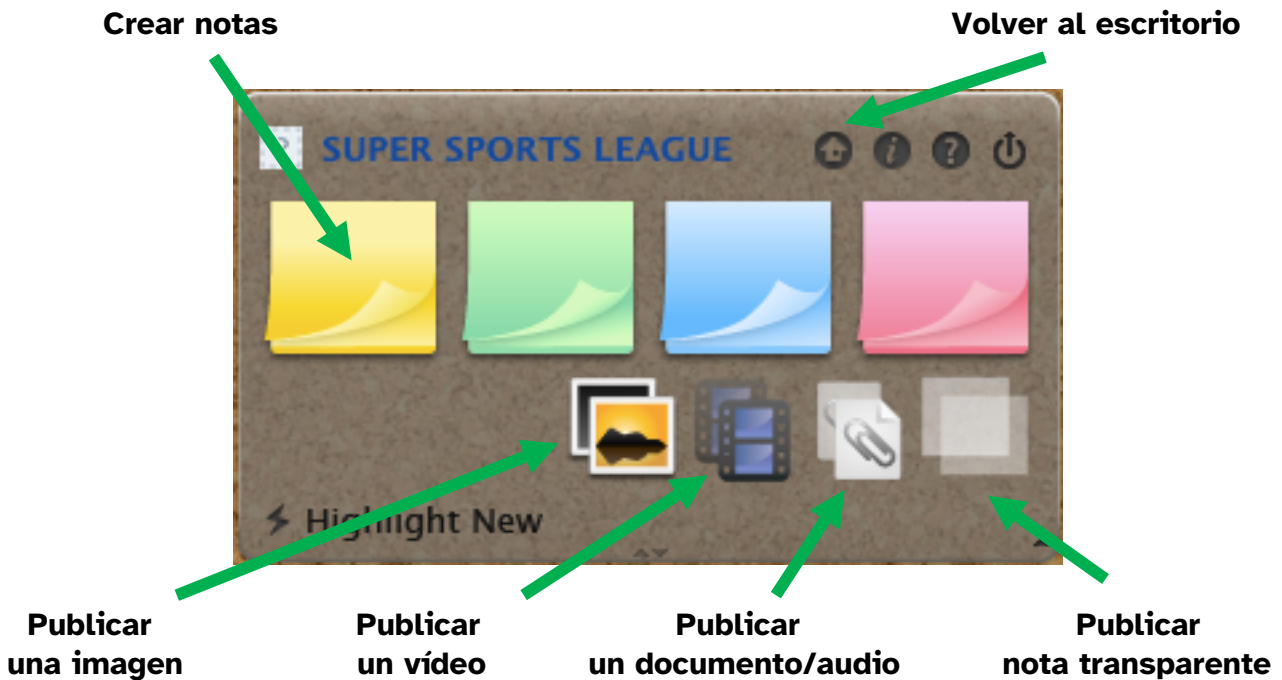 Crear notas
Volver al escritorio
SUPER SPORTS LEAGUE
Highlight New
Publicar
una imagen
Publicar
un vídeo
Publicar
un documento/audio
Publicar
nota transparente